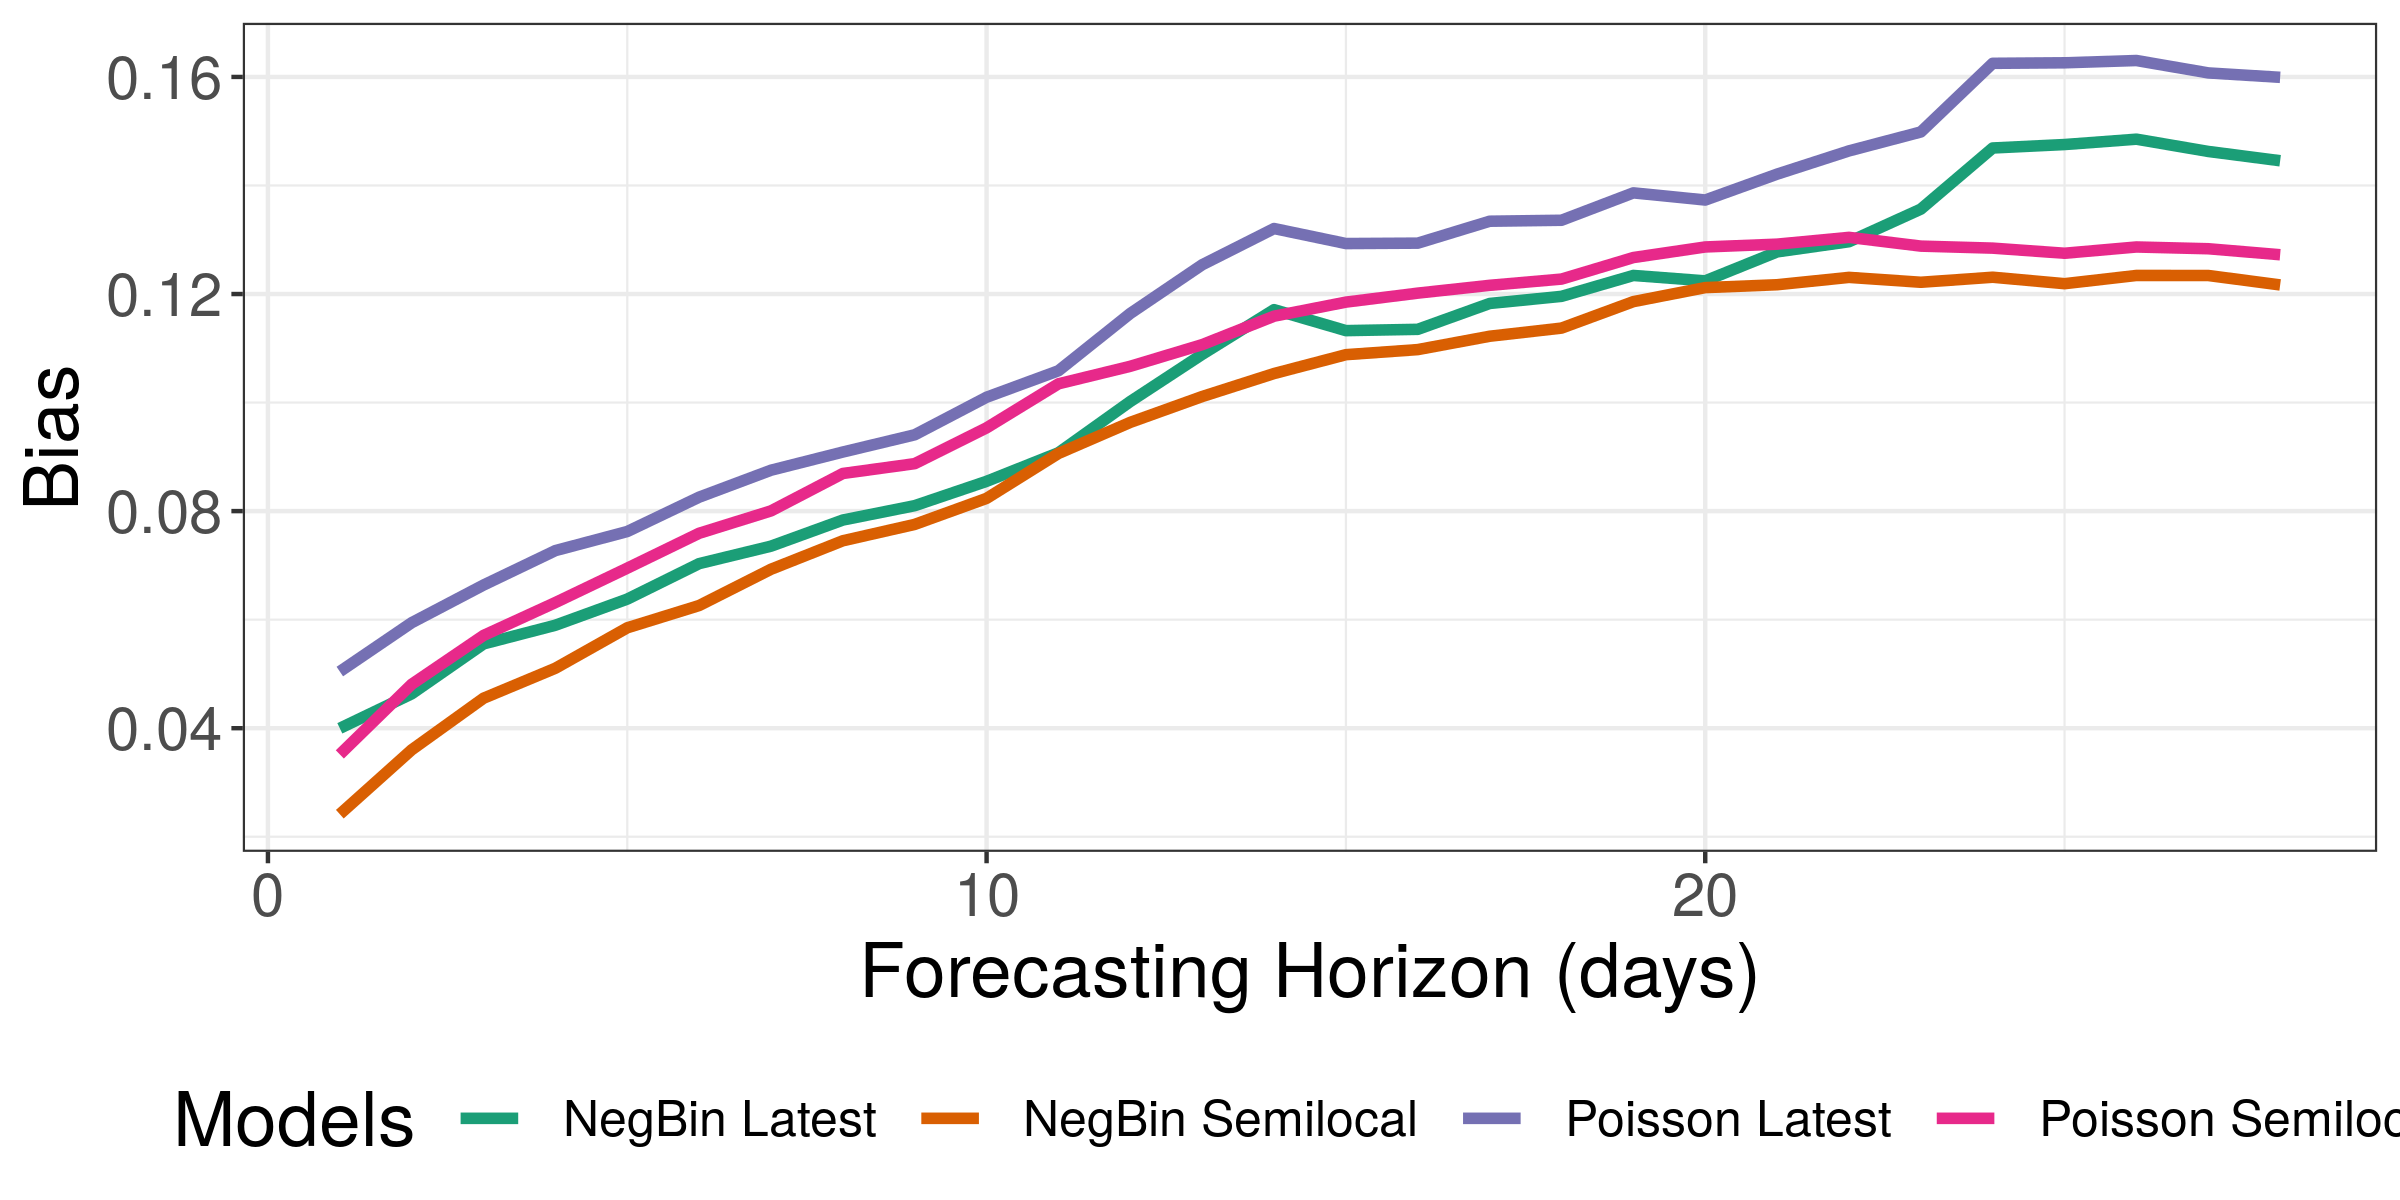 0.16
0.12
0.08
0.04
Bias
0 10 20
Forecasting Horizon (days)
Models NegBin Latest NegBin Semilocal Poisson Latest Poisson Semiloc